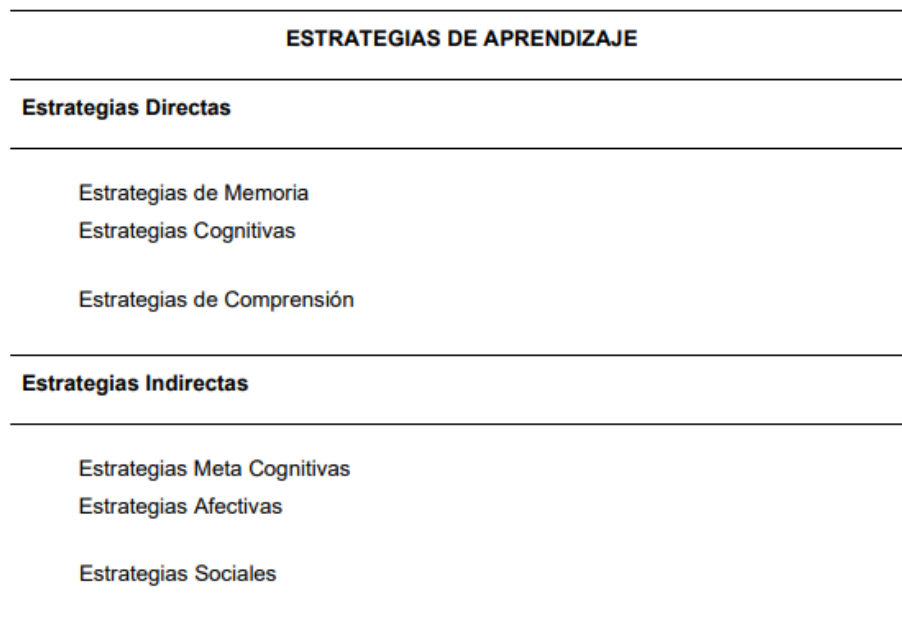 ESTRATEGIAS DE APRENDIZAJE
Estrategias Directas
Estrategias de Memoria
Estrategias Cognitivas
Estrategias de Comprensión
Estrategias Indirectas
Estrategias Meta Cognitivas
Estrategias Afectivas
Estrategias Sociales